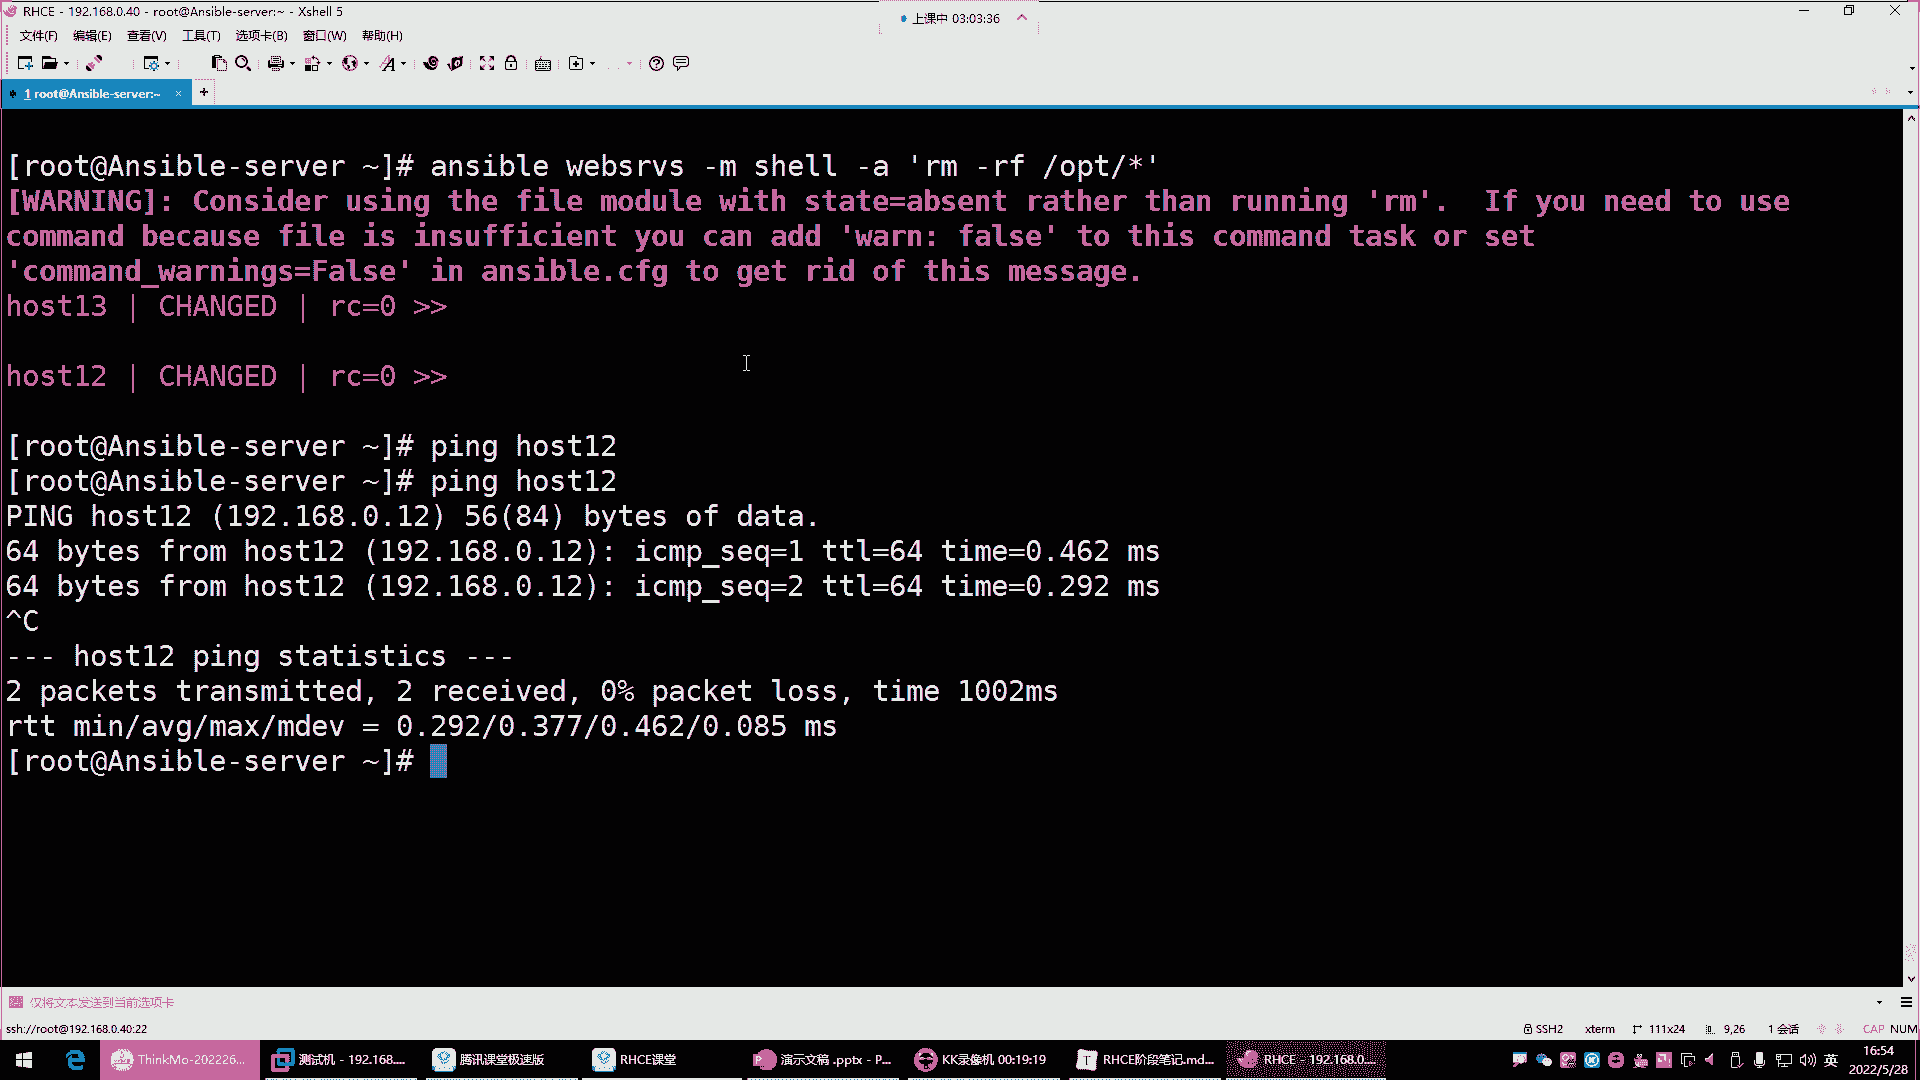 RHCE - 192.168.0.40 - root@Ansible-server:~ - Xshell 5
上课中 03:03:36
文件(F) 编辑(E) 查看(V) 工具(T) 选项卡(B) 窗口(W) 帮助(H)
1 root@Ansible-server:~ × +
[root@Ansible-server ~]# ansible websrvs -m shell -a 'rm -rf /opt/*'
[WARNING]: Consider using the file module with state=absent rather than running 'rm'.  If you need to use
command because file is insufficient you can add 'warn: false' to this command task or set
'command_warnings=False' in ansible.cfg to get rid of this message.
host13 | CHANGED | rc=0 >>
host12 | CHANGED | rc=0 >>
[root@Ansible-server ~]# ping host12
[root@Ansible-server ~]# ping host12
PING host12 (192.168.0.12) 56(84) bytes of data.
64 bytes from host12 (192.168.0.12): icmp_seq=1 ttl=64 time=0.462 ms
64 bytes from host12 (192.168.0.12): icmp_seq=2 ttl=64 time=0.292 ms
^C
--- host12 ping statistics ---
2 packets transmitted, 2 received, 0% packet loss, time 1002ms
rtt min/avg/max/mdev = 0.292/0.377/0.462/0.085 ms
[root@Ansible-server ~]#
仅将文本发送到当前选项卡
ssh://root@192.168.0.40:22 SSH2 xterm 111x24 9,26 1 会话 CAP NUM
ThinkMo-202226... 测试机 - 192.168.... 腾讯课堂极速版 RHCE课堂 演示文稿 .pptx - P... KK录像机 00:19:19 RHCE阶段笔记.md... RHCE - 192.168.0.... 英 16:54
2022/5/28